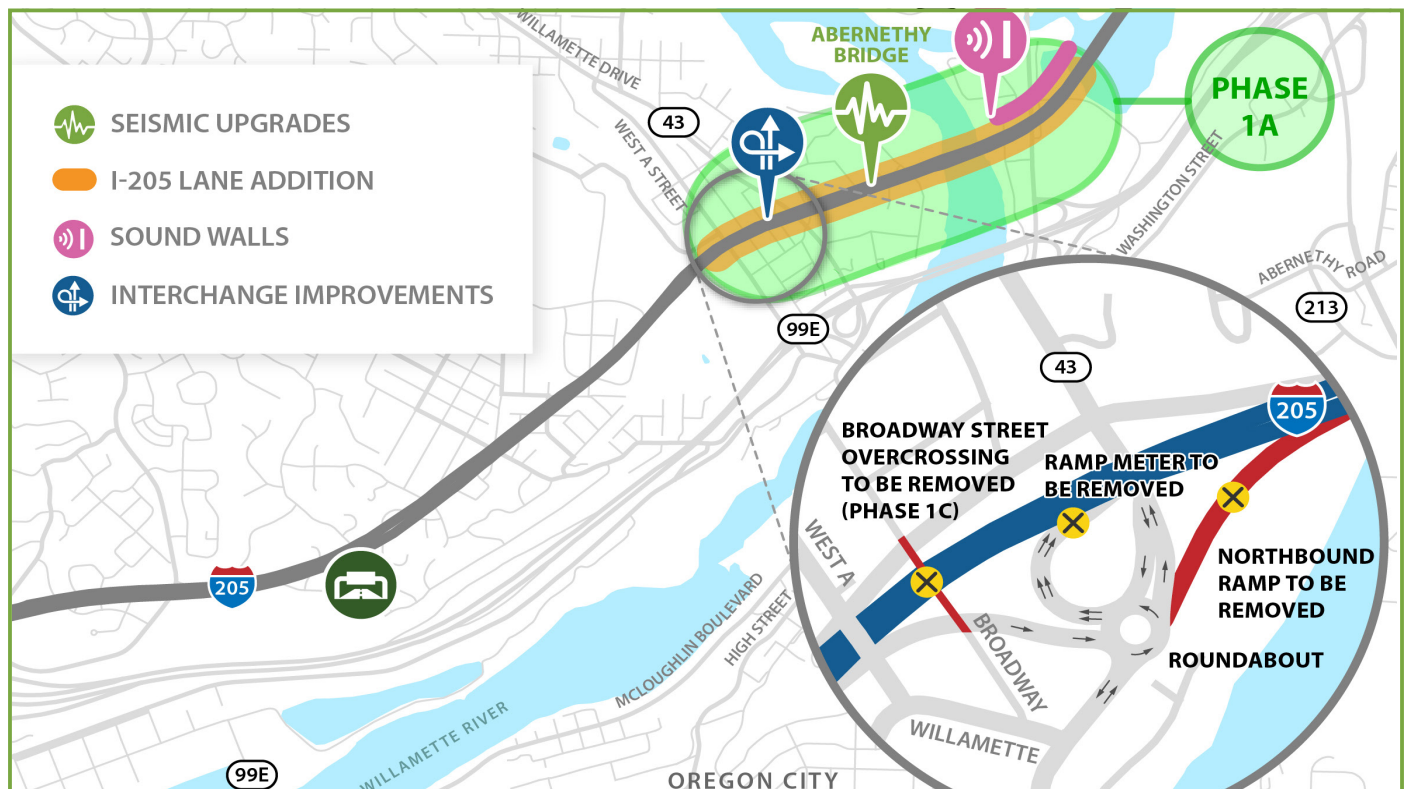 SEISMIC UPGRADES
I-205 LANE ADDITION
SOUND WALLS
INTERCHANGE IMPROVEMENTS
WILLAMETTE DRIVE
43
WEST A STREET
ABERNETHY
BRIDGE
PHASE
1A
WASHINGTON STREET
ABERNETHY ROAD
213
99E
205
MCLOUGHLIN BOULEVARD
HIGH STREET
WILLAMETTE RIVER
99E
OREGON CITY
43
205
BROADWAY STREET
OVERCROSSING
TO BE REMOVED
(PHASE 1C)
RAMP METER TO
BE REMOVED
NORTHBOUND
RAMP TO BE
REMOVED
ROUNDABOUT
WEST A
BROADWAY
WILLAMETTE